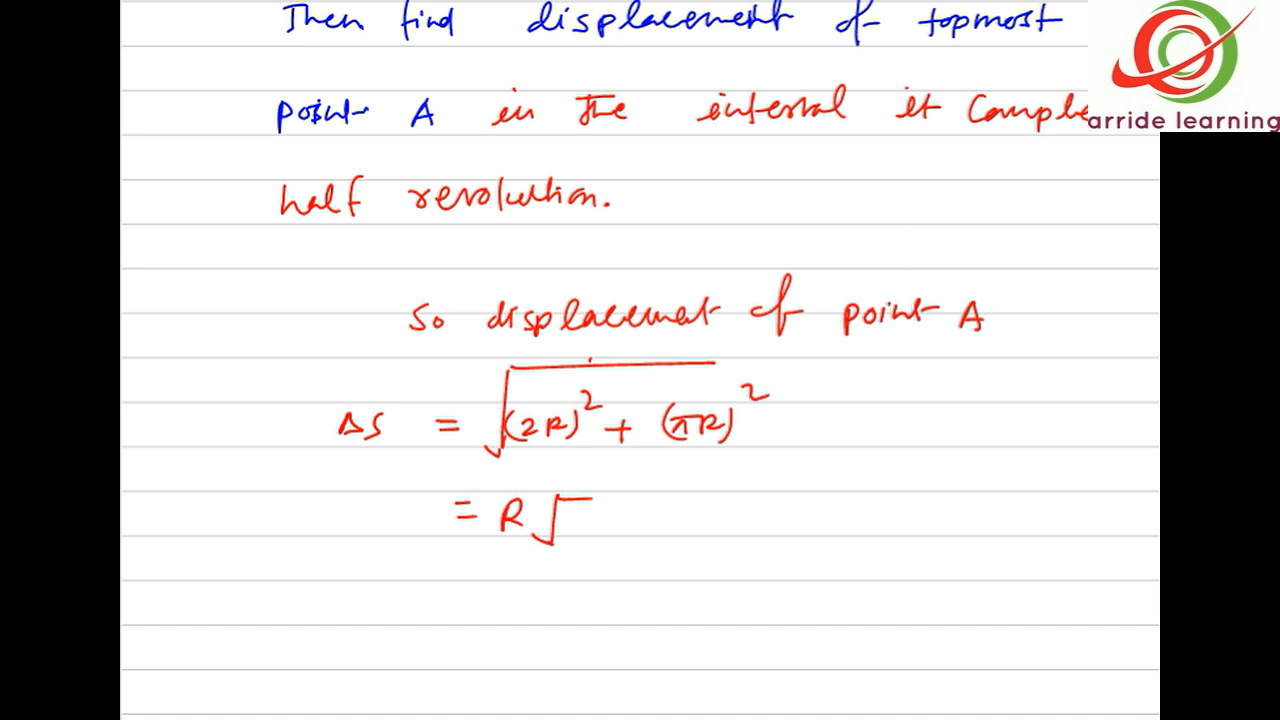 Then find displacement of topmost
point A in the interval it Comple
arride learning
half revolution.
So displacement of point A
ΔS = √(2R)² + (πR)²
= R√